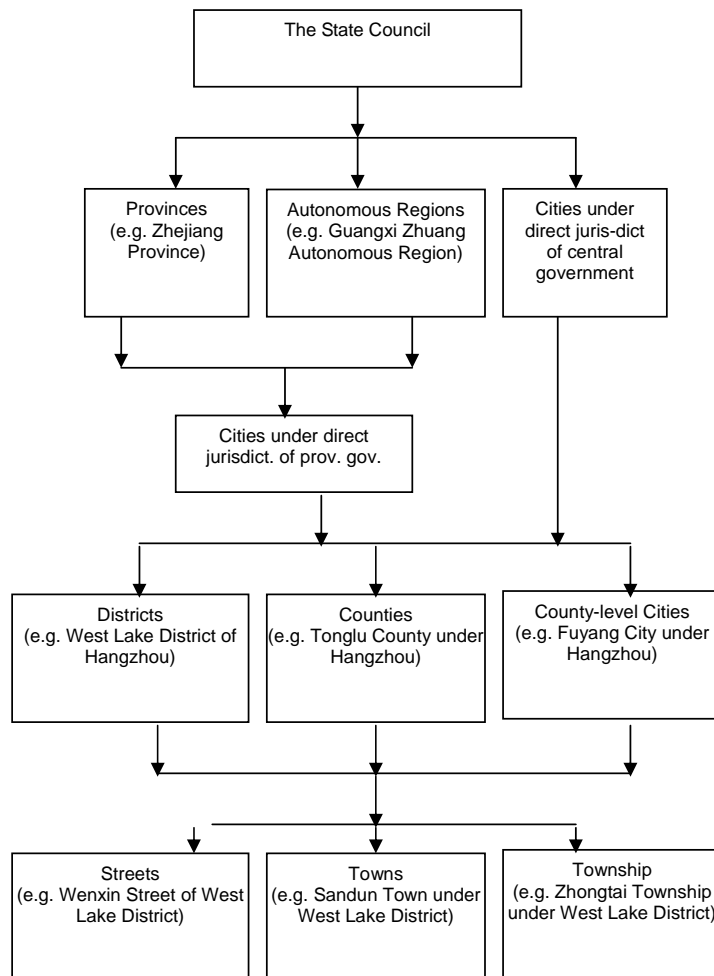 The State Council
Provinces
(e.g. Zhejiang
Province)
Autonomous Regions
(e.g. Guangxi Zhuang
Autonomous Region)
Cities under
direct juris-dict
of central
government
Cities under direct
jurisdict. of prov. gov.
Districts
(e.g. West Lake District of
Hangzhou)
Counties
(e.g. Tonglu County under
Hangzhou)
County-level Cities
(e.g. Fuyang City under
Hangzhou)
Streets
(e.g. Wenxin Street of West
Lake District)
Towns
(e.g. Sandun Town under
West Lake District)
Township
(e.g. Zhongtai Township
under West Lake District)